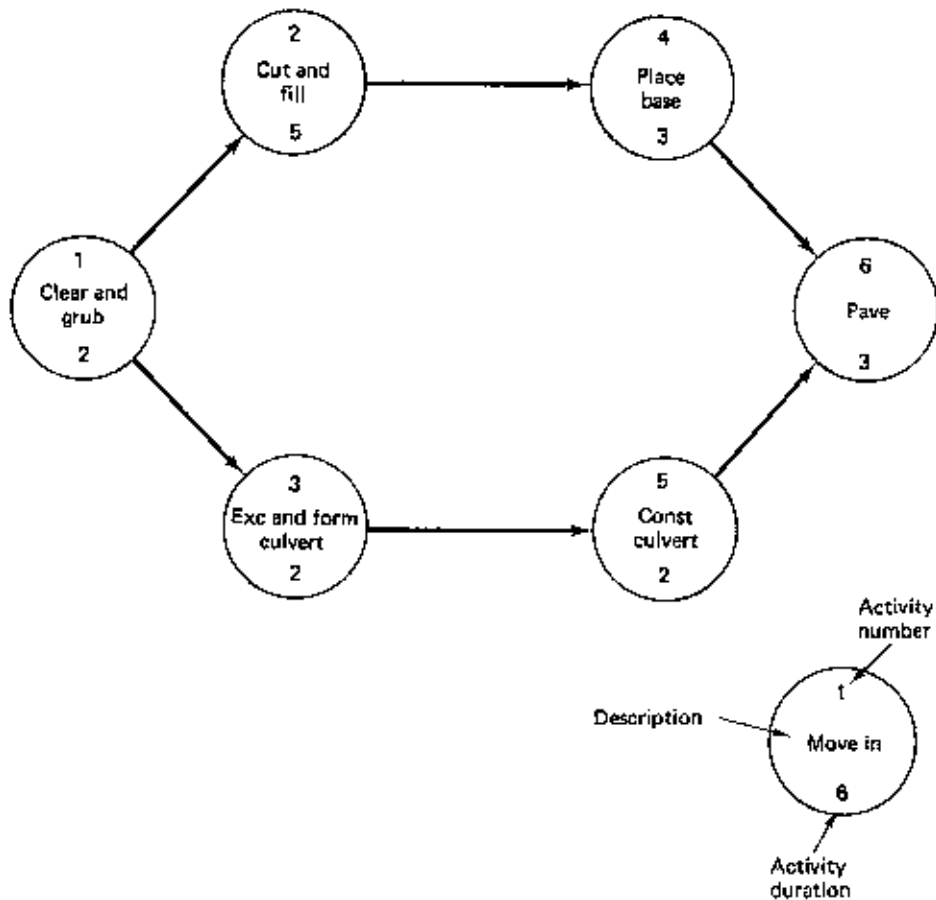 2
Cut and
fill
5
4
Place
base
3
1
Clear and
grub
2
6
Pave
3
3
Exc and form
culvert
2
5
Const
culvert
2
Activity
number
1
Description
Move in
6
Activity
duration